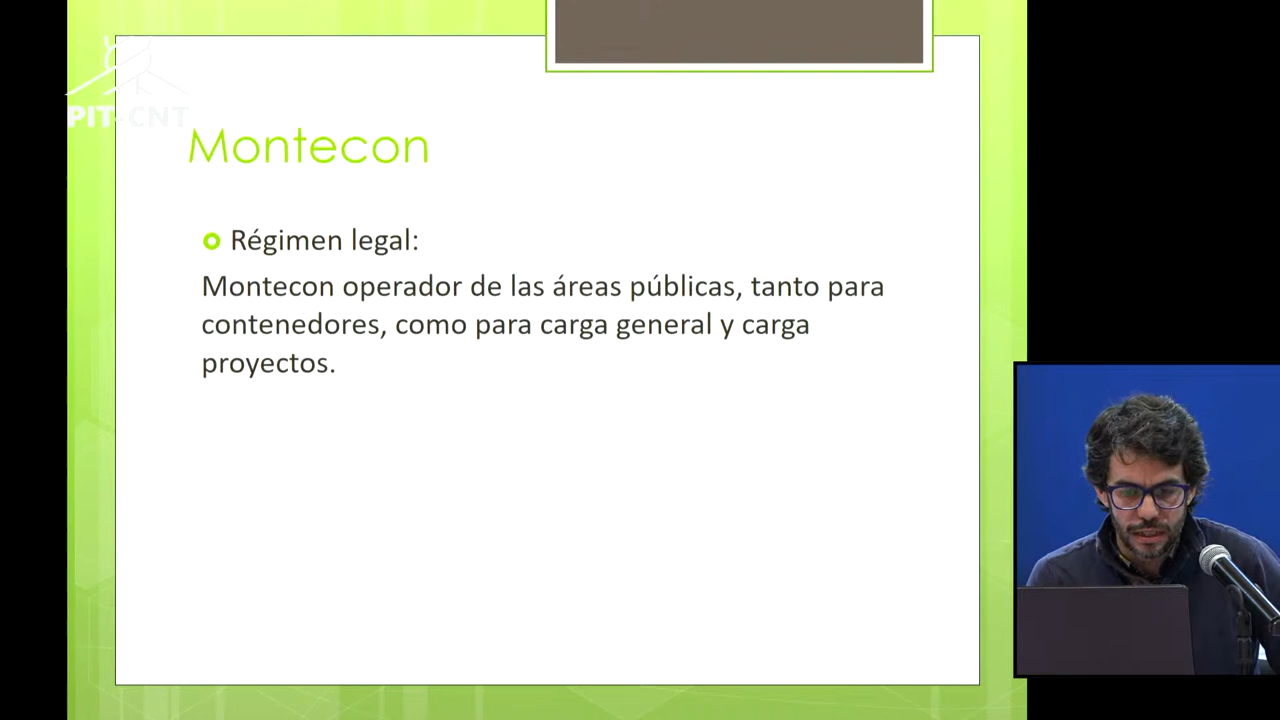 PIT-CNT
Montecon
Régimen legal:
Montecon operador de las áreas públicas, tanto para
contenedores, como para carga general y carga
proyectos.